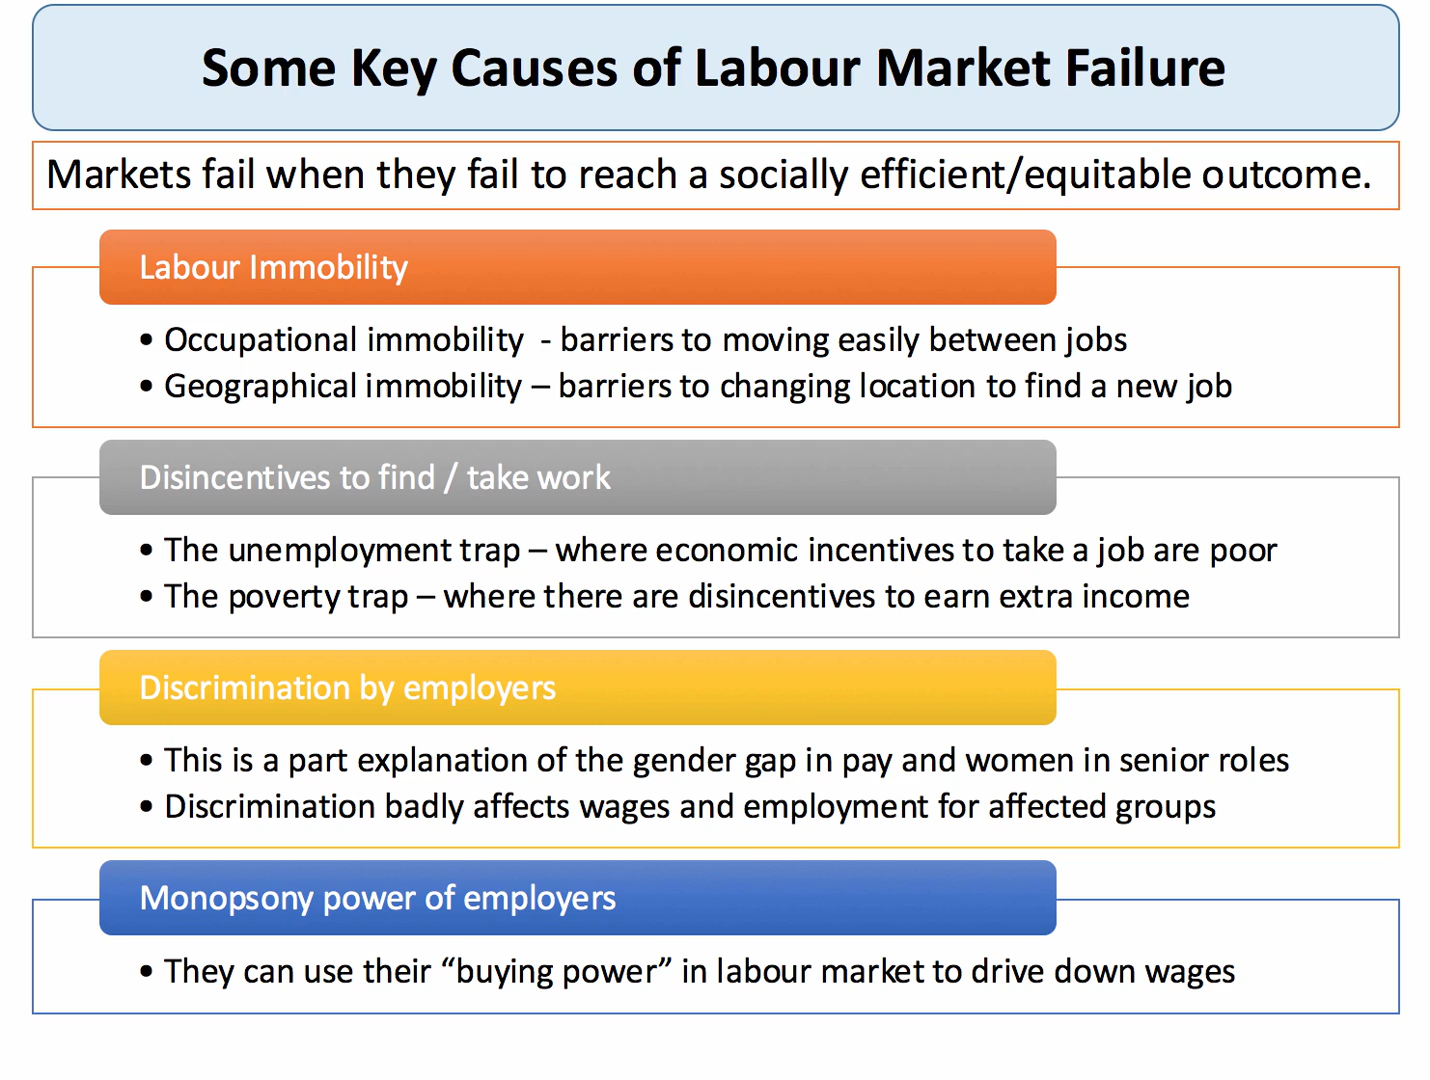 Some Key Causes of Labour Market Failure
Markets fail when they fail to reach a socially efficient/equitable outcome.
Labour Immobility
• Occupational immobility  - barriers to moving easily between jobs
• Geographical immobility – barriers to changing location to find a new job
Disincentives to find / take work
• The unemployment trap – where economic incentives to take a job are poor
• The poverty trap – where there are disincentives to earn extra income
Discrimination by employers
• This is a part explanation of the gender gap in pay and women in senior roles
• Discrimination badly affects wages and employment for affected groups
Monopsony power of employers
• They can use their “buying power” in labour market to drive down wages